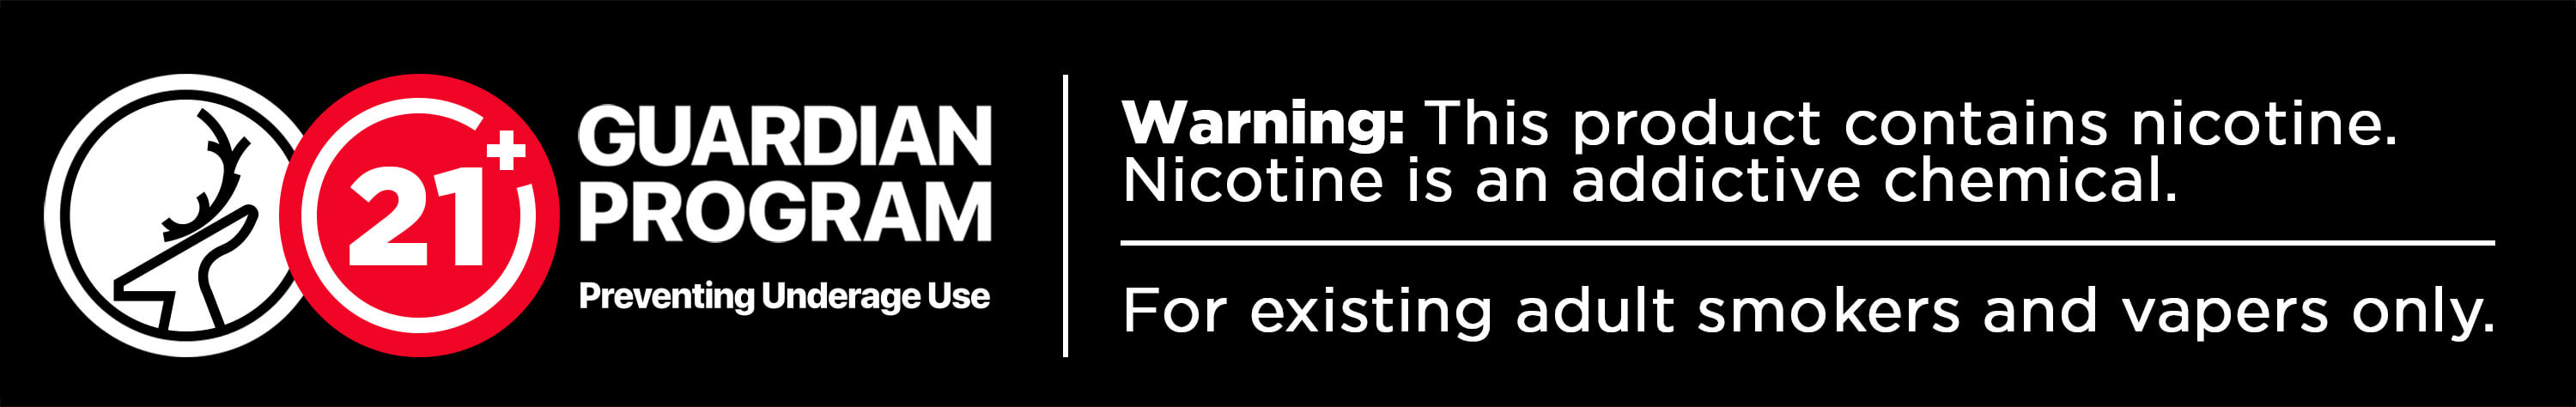 21+
GUARDIAN
PROGRAM
Preventing Underage Use
Warning: This product contains nicotine.
Nicotine is an addictive chemical.
For existing adult smokers and vapers only.